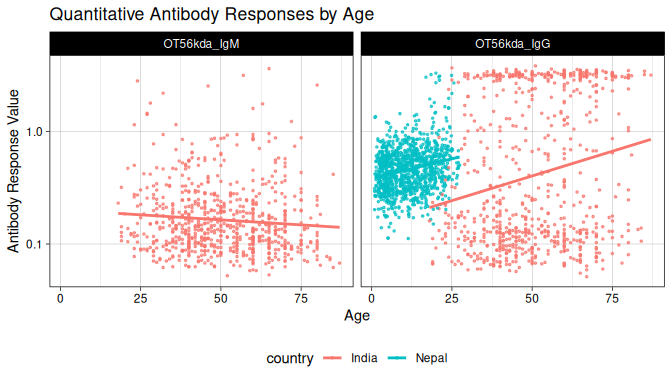 Quantitative Antibody Responses by Age
OT56kda_IgM
OT56kda_IgG
Antibody Response Value
1.0
0.1
0 25 50 75
0 25 50 75
Age
country India Nepal